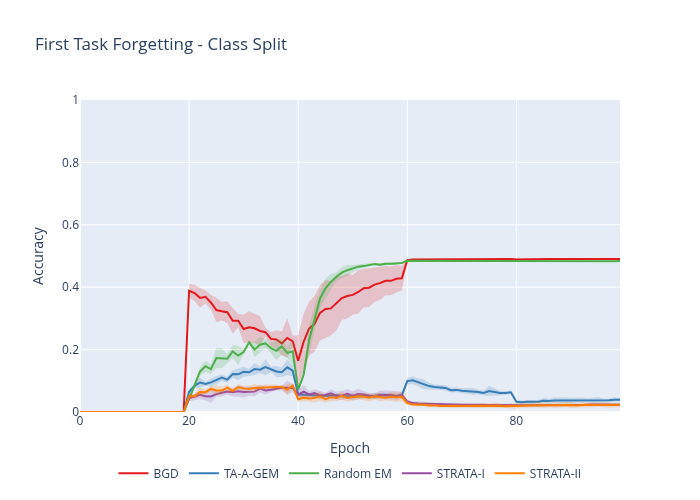 First Task Forgetting - Class Split
1
0.8
0.6
0.4
0.2
0
0 20 40 60 80
Accuracy
Epoch
BGD TA-A-GEM Random EM STRATA-I STRATA-II